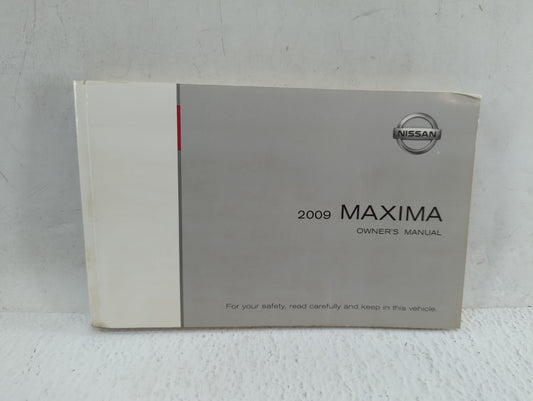 NISSAN
2009 MAXIMA
OWNER'S MANUAL
For your safety, read carefully and keep in this vehicle.